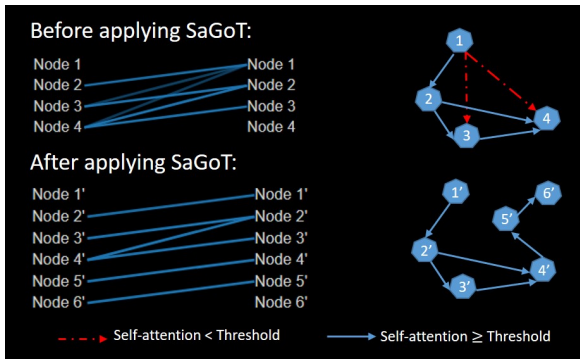 Before applying SaGoT:
Node 1 Node 1
Node 2 Node 2
Node 3 Node 3
Node 4 Node 4
1
2
3
4
After applying SaGoT:
Node 1' Node 1'
Node 2' Node 2'
Node 3' Node 3'
Node 4' Node 4'
Node 5' Node 5'
Node 6' Node 6'
1'
6'
5'
2'
4'
3'
Self-attention < Threshold
Self-attention ≥ Threshold